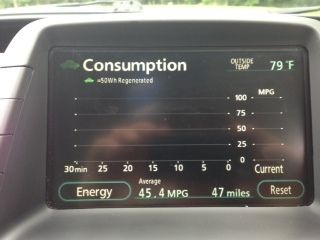 Consumption
OUTSIDE TEMP 79 °F
=50Wh Regenerated
100 MPG
75
50
25
0
30min 25 20 15 10 5 0 Current
Average
Energy 45.4 MPG 47 miles Reset